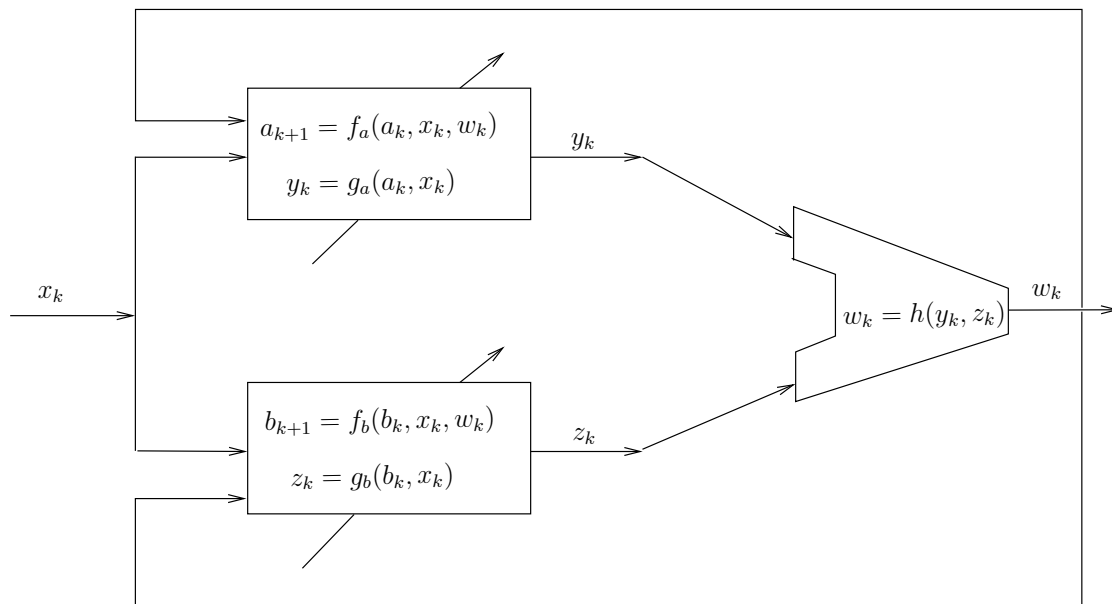 a_{k+1} = f_a(a_k, x_k, w_k)
y_k = g_a(a_k, x_k)
y_k
x_k
w_k = h(y_k, z_k)
w_k
b_{k+1} = f_b(b_k, x_k, w_k)
z_k = g_b(b_k, x_k)
z_k